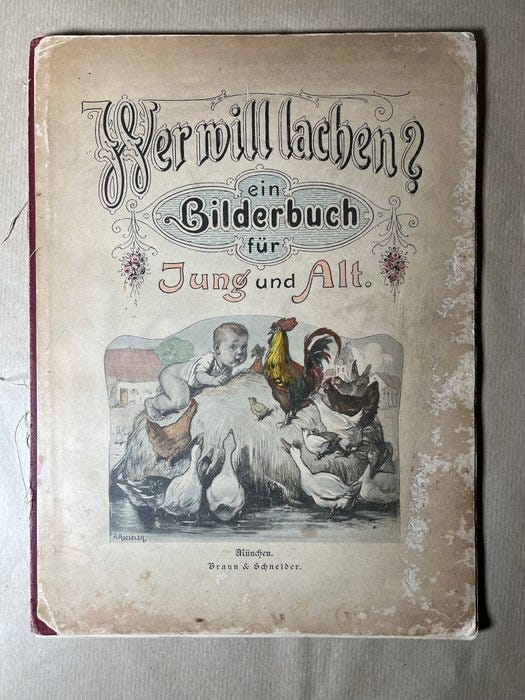 Wer will lachen?
ein
Bilderbuch
für
Jung und Alt.
München.
Braun & Schneider.